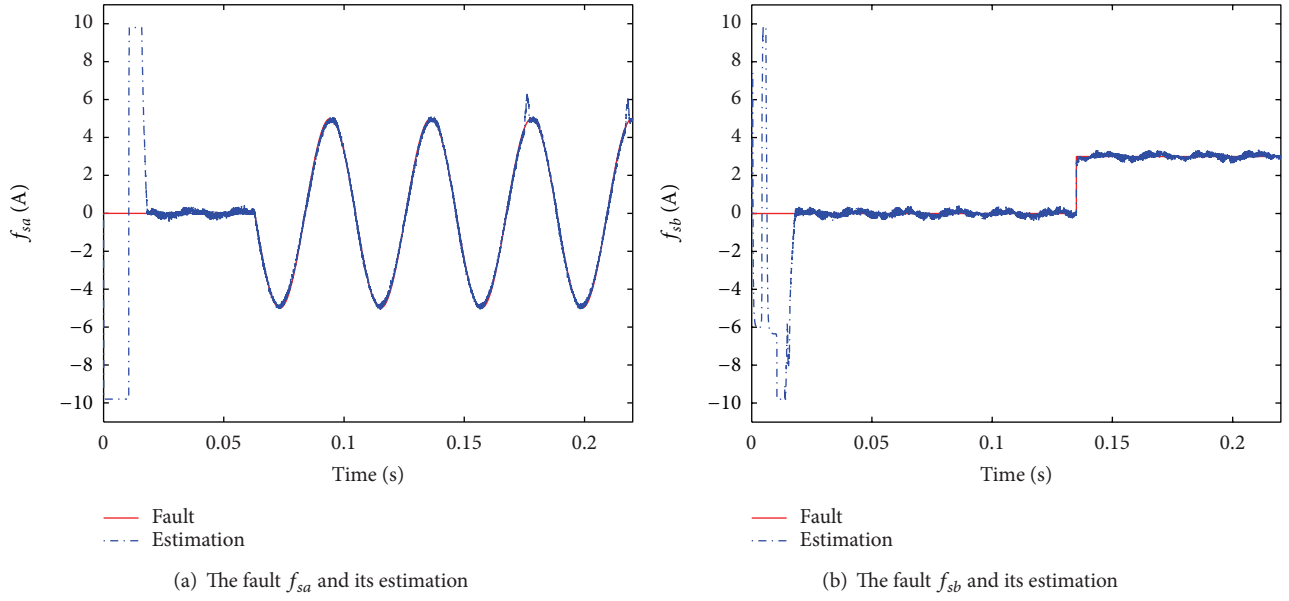 10
8
6
4
2
0
−2
−4
−6
−8
−10
f_sa (A)
0 0.05 0.1 0.15 0.2
Time (s)
Fault
Estimation
(a) The fault f_sa and its estimation
10
8
6
4
2
0
−2
−4
−6
−8
−10
f_sb (A)
0 0.05 0.1 0.15 0.2
Time (s)
Fault
Estimation
(b) The fault f_sb and its estimation